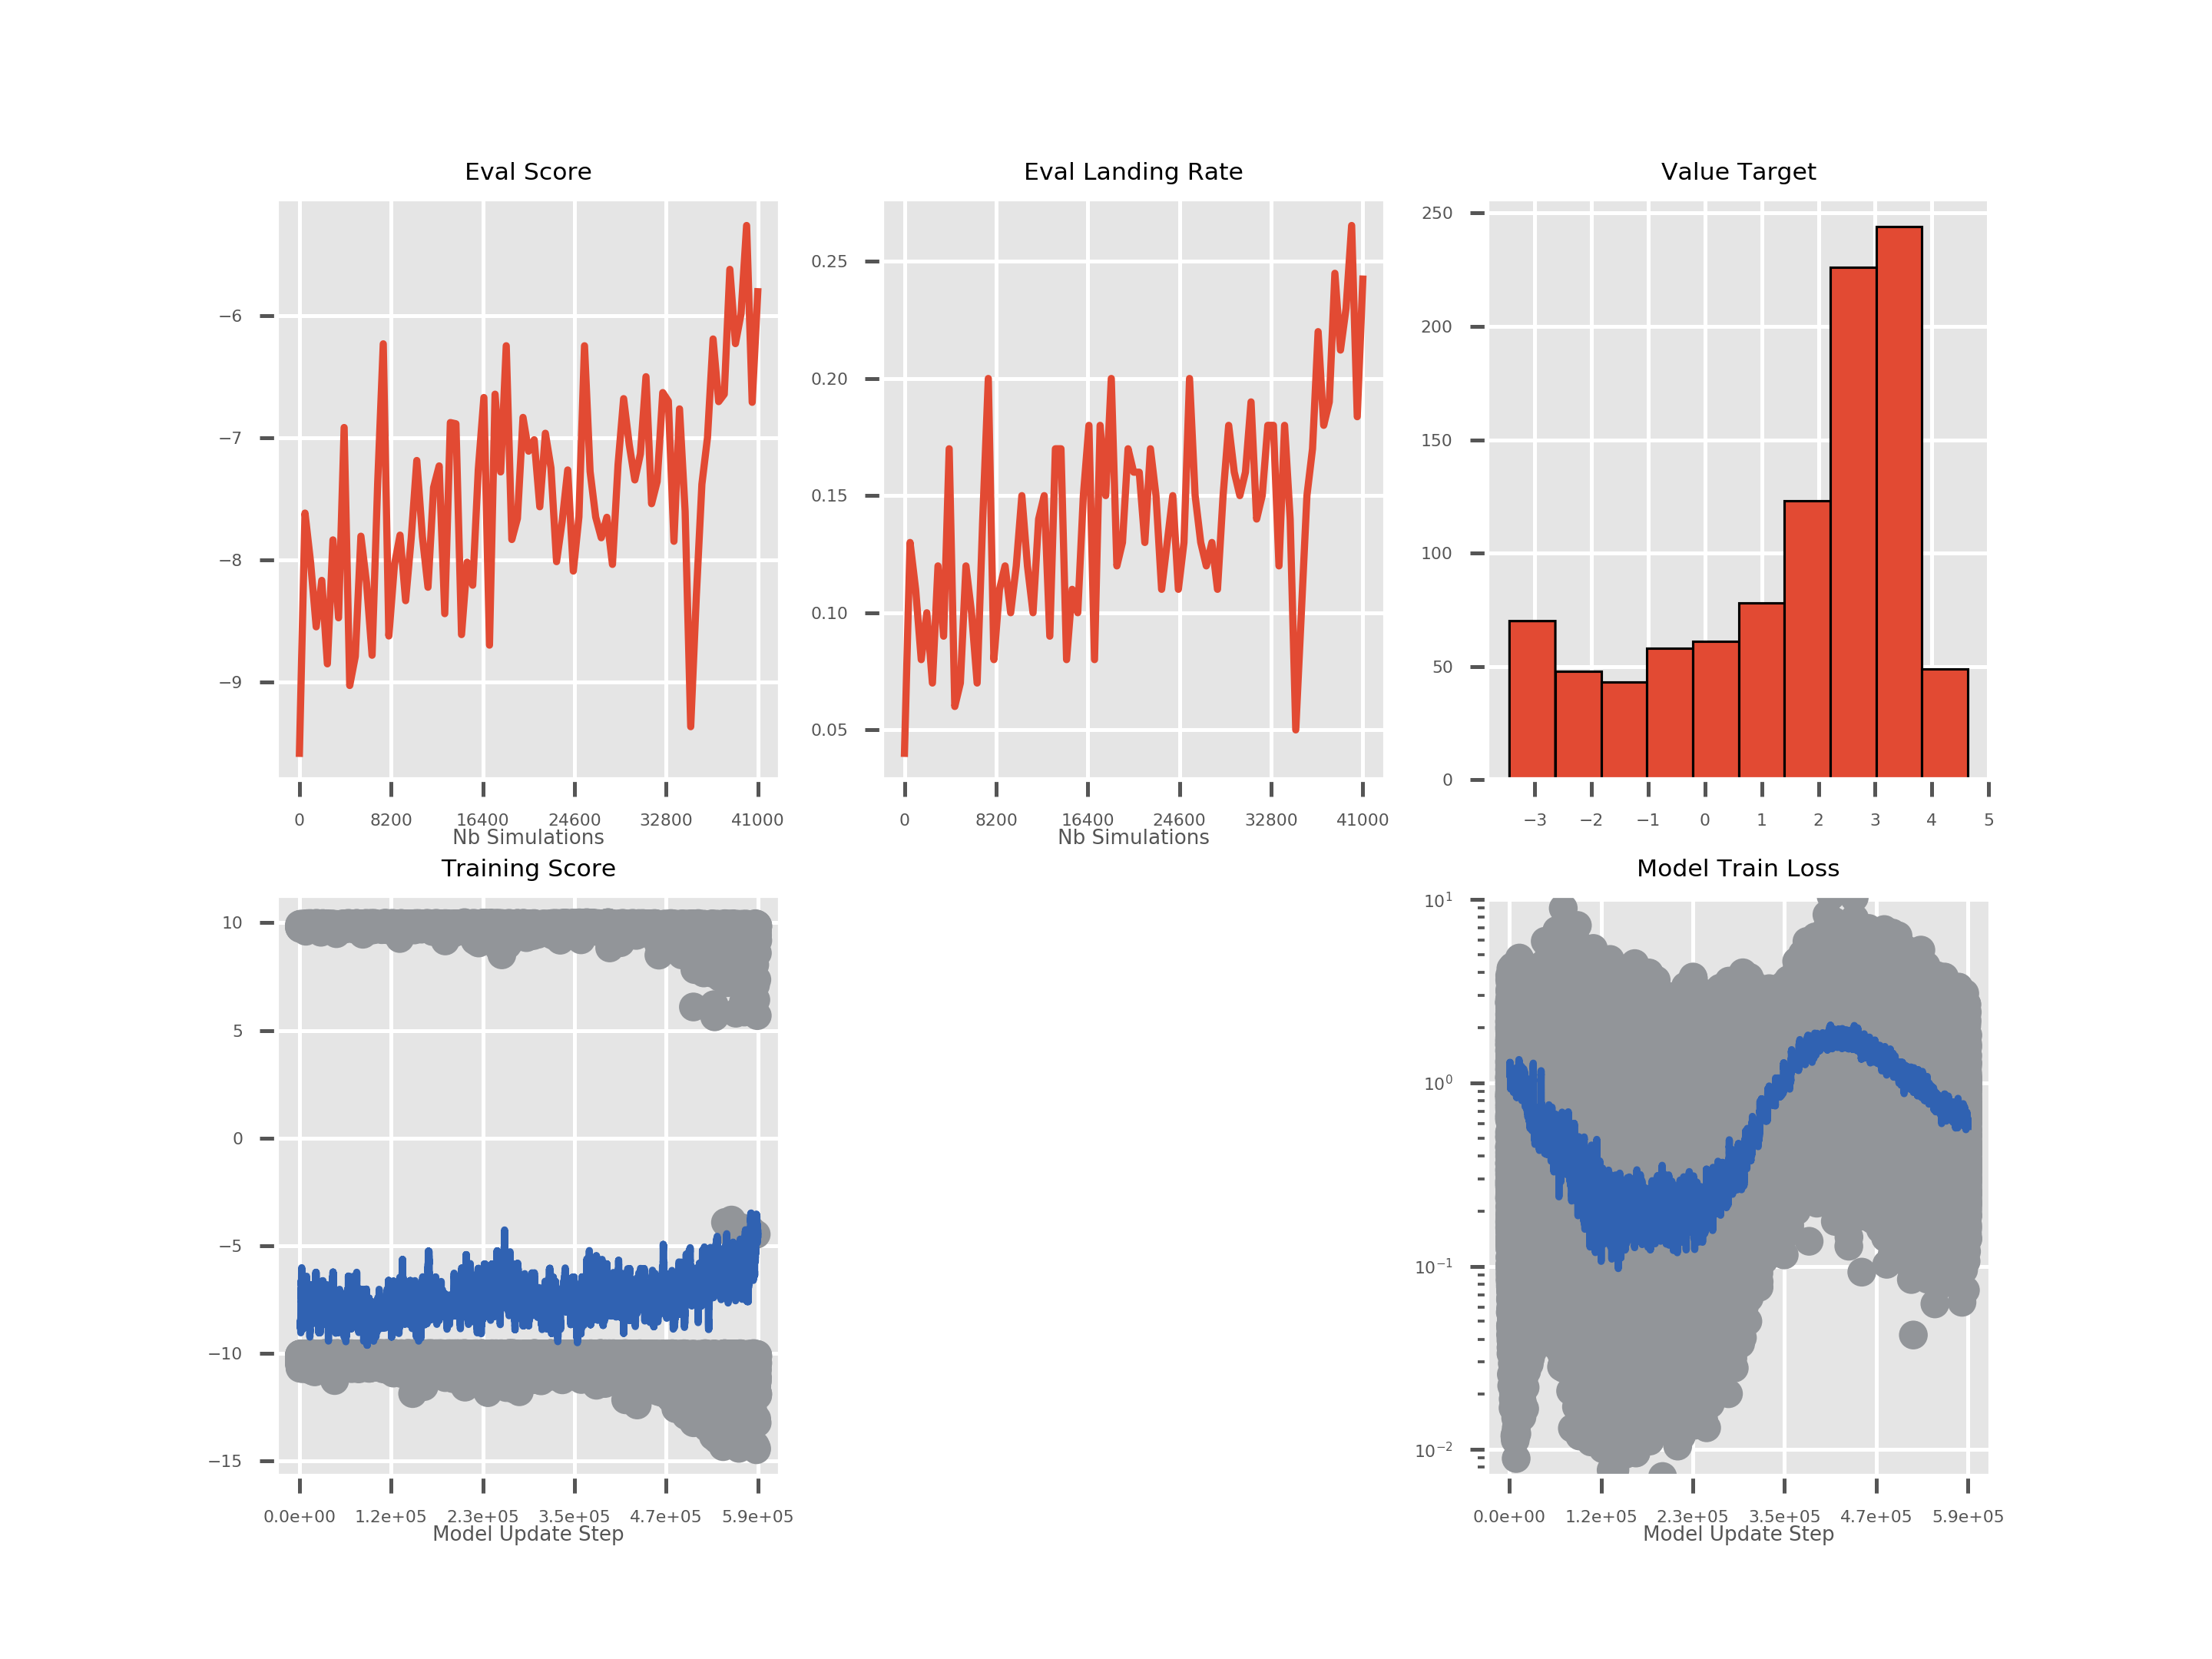 Eval Score
−6
−7
−8
−9
0 8200 16400 24600 32800 41000
Nb Simulations
Eval Landing Rate
0.25
0.20
0.15
0.10
0.05
0 8200 16400 24600 32800 41000
Nb Simulations
Value Target
250
200
150
100
50
0
−3 −2 −1 0 1 2 3 4 5
Training Score
10
5
0
−5
−10
−15
0.0e+00 1.2e+05 2.3e+05 3.5e+05 4.7e+05 5.9e+05
Model Update Step
Model Train Loss
10¹
10⁰
10⁻¹
10⁻²
0.0e+00 1.2e+05 2.3e+05 3.5e+05 4.7e+05 5.9e+05
Model Update Step